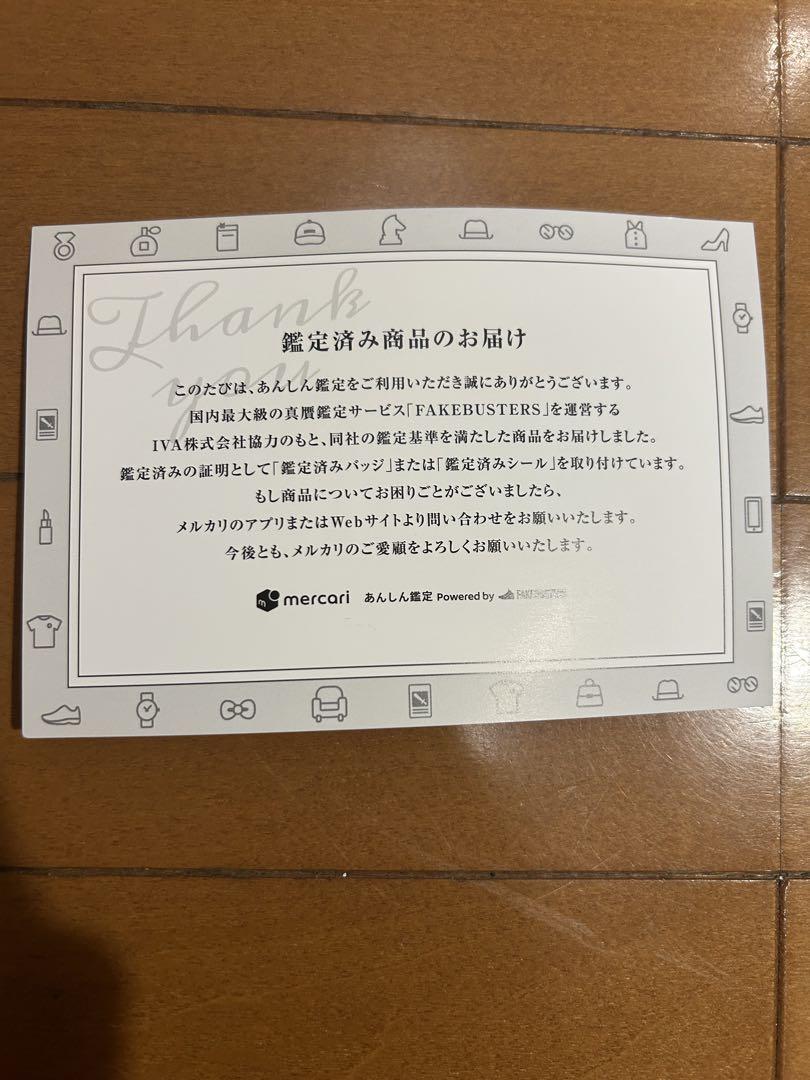 Thank
you
鑑定済み商品のお届け
このたびは、あんしん鑑定をご利用いただき誠にありがとうございます。
国内最大級の真贋鑑定サービス「FAKEBUSTERS」を運営する
IVA株式会社協力のもと、同社の鑑定基準を満たした商品をお届けしました。
鑑定済みの証明として「鑑定済みバッジ」または「鑑定済みシール」を取り付けています。
もし商品についてお困りごとがございましたら、
メルカリのアプリまたはWebサイトより問い合わせをお願いいたします。
今後とも、メルカリのご愛顧をよろしくお願いいたします。
m mercari あんしん鑑定 Powered by FAKEBUSTERS